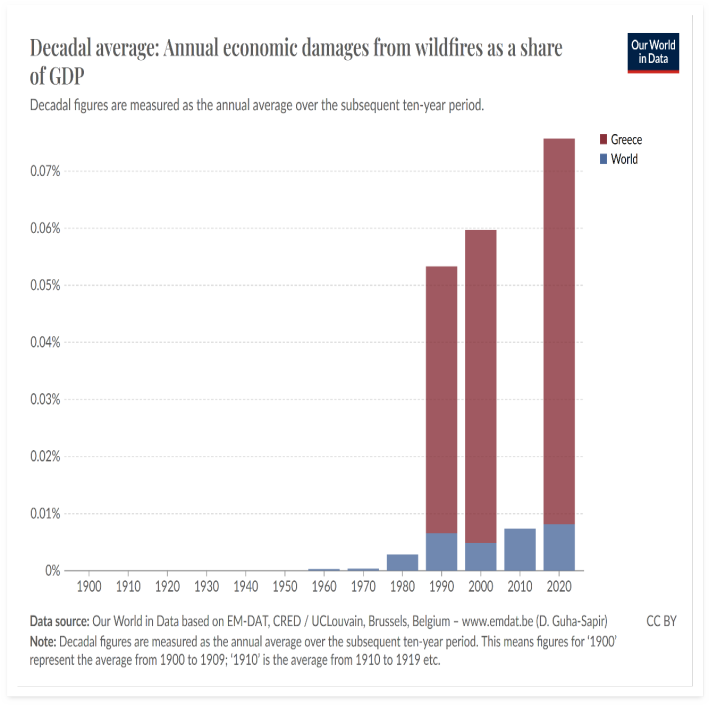 Decadal average: Annual economic damages from wildfires as a share
of GDP
Our World
in Data
Decadal figures are measured as the annual average over the subsequent ten-year period.
Greece
World
0.07%
0.06%
0.05%
0.04%
0.03%
0.02%
0.01%
0%
1900 1910 1920 1930 1940 1950 1960 1970 1980 1990 2000 2010 2020
Data source: Our World in Data based on EM-DAT, CRED / UCLouvain, Brussels, Belgium – www.emdat.be (D. Guha-Sapir) CC BY
Note: Decadal figures are measured as the annual average over the subsequent ten-year period. This means figures for ‘1900’
represent the average from 1900 to 1909; ‘1910’ is the average from 1910 to 1919 etc.